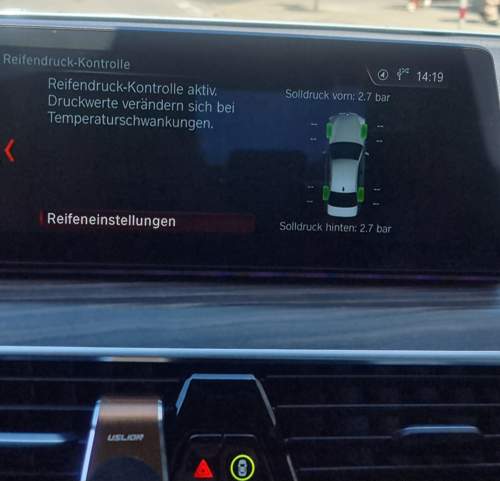 Reifendruck-Kontrolle
14:19
Reifendruck-Kontrolle aktiv.
Druckwerte verändern sich bei
Temperaturschwankungen.
Solldruck vorn: 2.7 bar
-- --
-- --
-- --
-- --
Reifeneinstellungen
Solldruck hinten: 2.7 bar
USLION